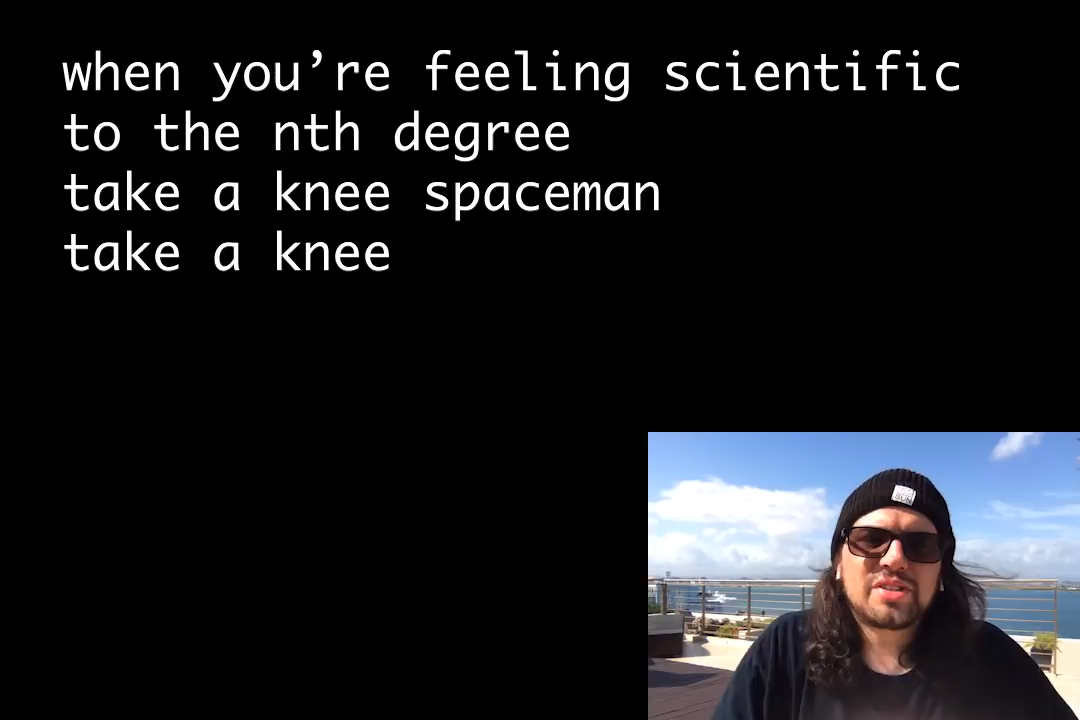 when you’re feeling scientific
to the nth degree
take a knee spaceman
take a knee